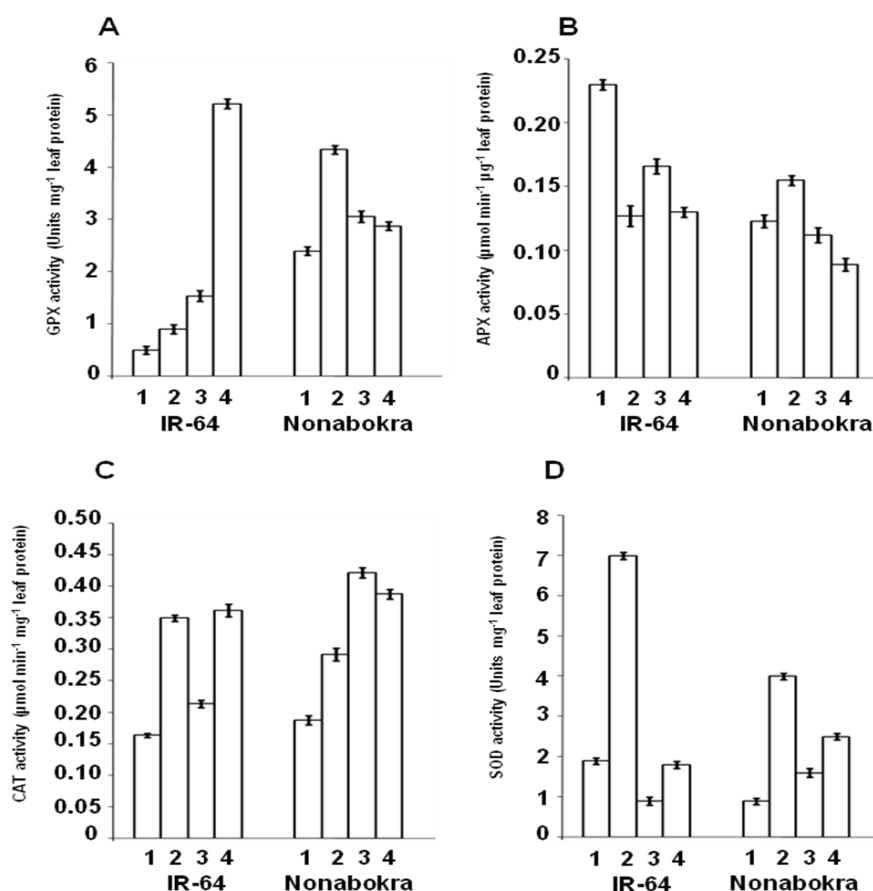 A
GPX activity (Units mg⁻¹ leaf protein)
6
5
4
3
2
1
0
1 2 3 4 1 2 3 4
IR-64 Nonabokra
B
APX activity (µmol min⁻¹ µg⁻¹ leaf protein)
0.25
0.20
0.15
0.10
0.05
0
1 2 3 4 1 2 3 4
IR-64 Nonabokra
C
CAT activity (µmol min⁻¹ mg⁻¹ leaf protein)
0.50
0.45
0.40
0.35
0.30
0.25
0.20
0.15
0.10
0.05
0
1 2 3 4 1 2 3 4
IR-64 Nonabokra
D
SOD activity (Units mg⁻¹ leaf protein)
8
7
6
5
4
3
2
1
0
1 2 3 4 1 2 3 4
IR-64 Nonabokra